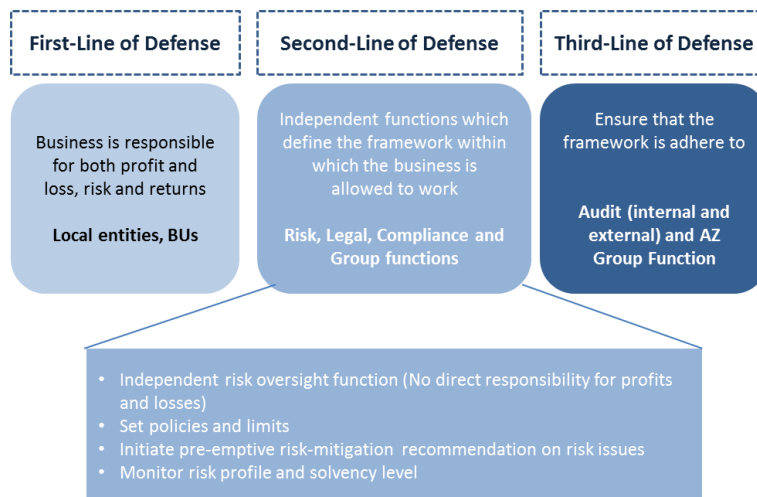 First-Line of Defense
Second-Line of Defense
Third-Line of Defense
Business is responsible
for both profit and
loss, risk and returns
Local entities, BUs
Independent functions which
define the framework within
which the business is
allowed to work
Risk, Legal, Compliance and
Group functions
Ensure that the
framework is adhere to
Audit (internal and
external) and AZ
Group Function
• Independent risk oversight function (No direct responsibility for profits
and losses)
• Set policies and limits
• Initiate pre-emptive risk-mitigation recommendation on risk issues
• Monitor risk profile and solvency level